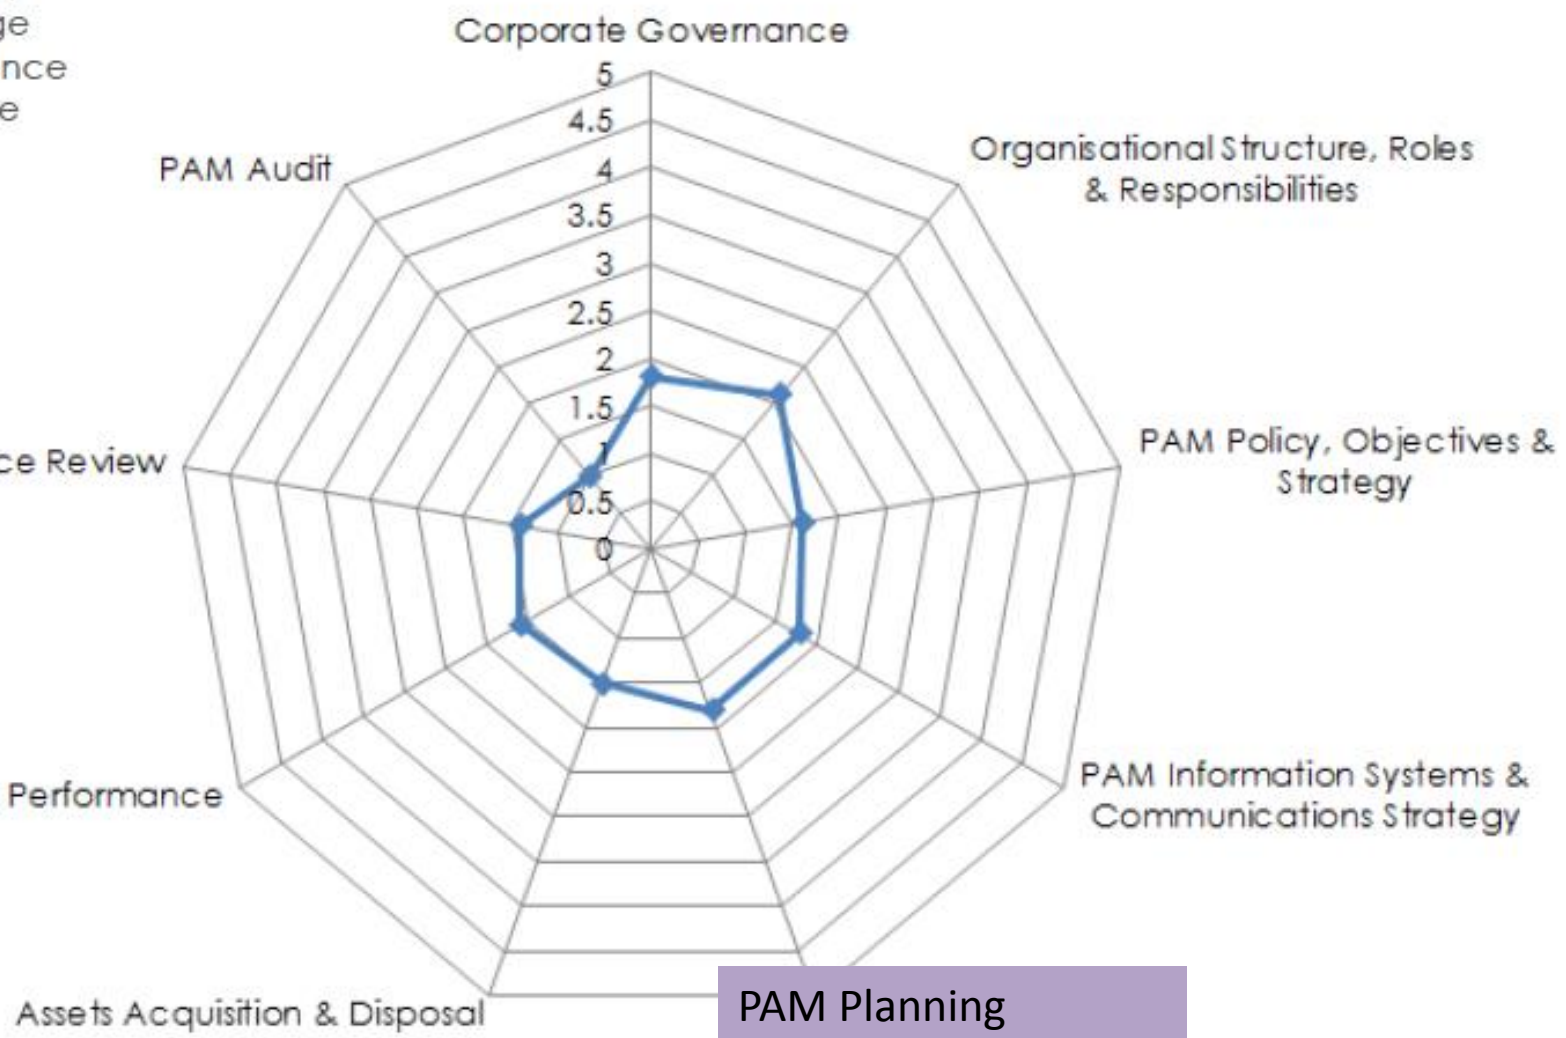 ge
nce
e
Corporate Governance
5
4.5
4
3.5
3
2.5
2
1.5
1
0.5
0
Organisational Structure, Roles
& Responsibilities
PAM Audit
PAM Policy, Objectives &
Strategy
ce Review
PAM Information Systems &
Communications Strategy
Performance
PAM Planning
Assets Acquisition & Disposal